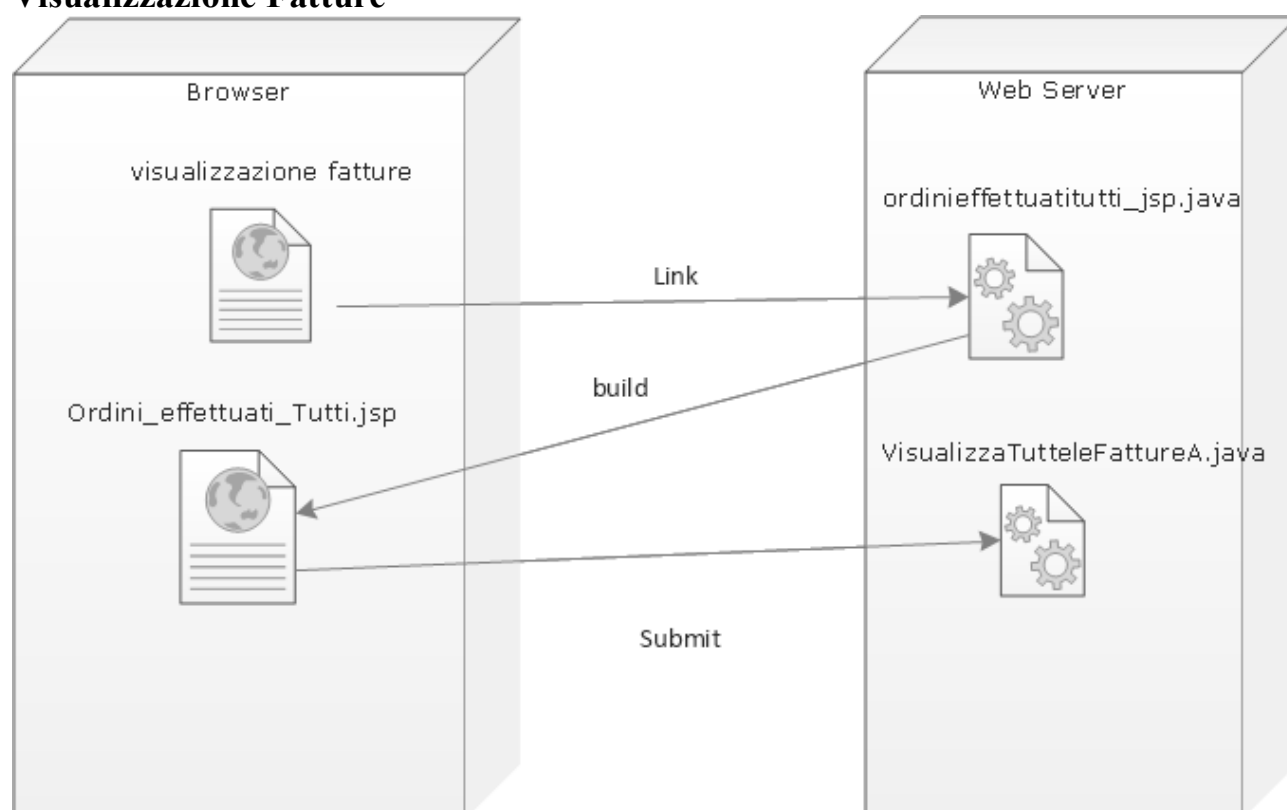 Visualizzazione Fatture
Browser
Web Server
visualizzazione fatture
ordinieffettuatitutti_jsp.java
Link
build
Ordini_effettuati_Tutti.jsp
VisualizzaTutteleFattureA.java
Submit